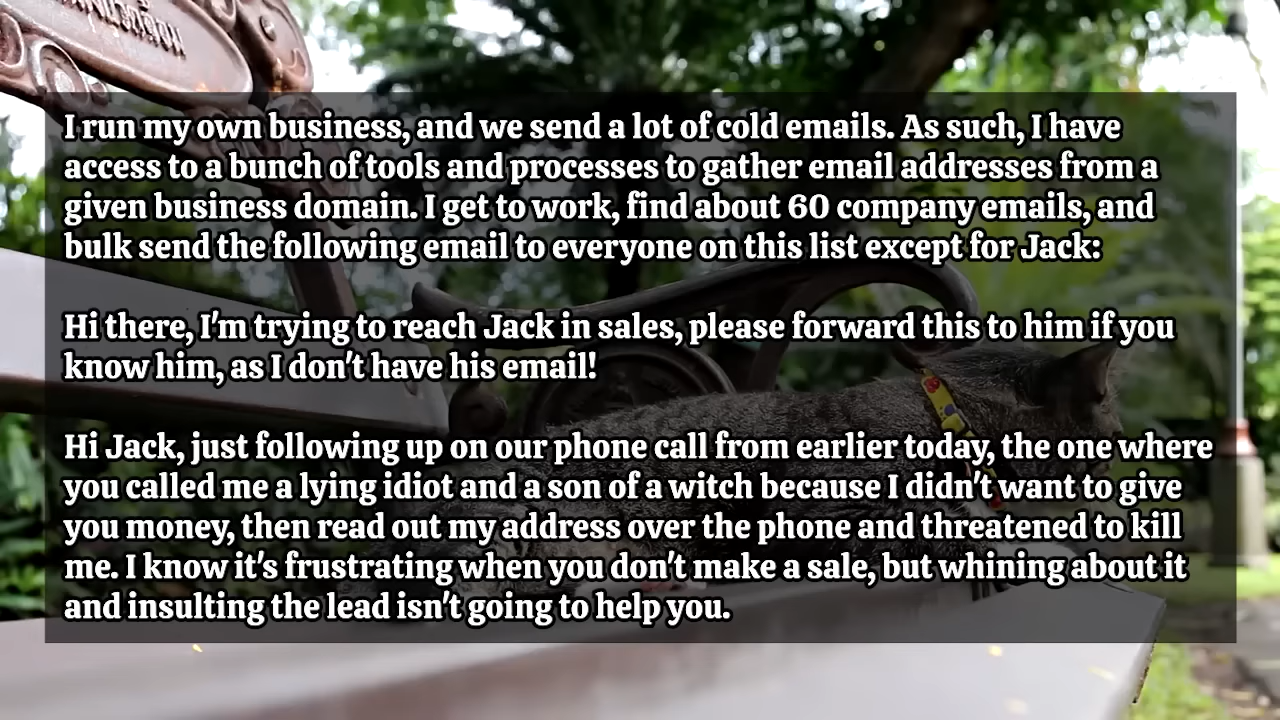 I run my own business, and we send a lot of cold emails. As such, I have
access to a bunch of tools and processes to gather email addresses from a
given business domain. I get to work, find about 60 company emails, and
bulk send the following email to everyone on this list except for Jack:
Hi there, I'm trying to reach Jack in sales, please forward this to him if you
know him, as I don't have his email!
Hi Jack, just following up on our phone call from earlier today, the one where
you called me a lying idiot and a son of a witch because I didn't want to give
you money, then read out my address over the phone and threatened to kill
me. I know it's frustrating when you don't make a sale, but whining about it
and insulting the lead isn't going to help you.